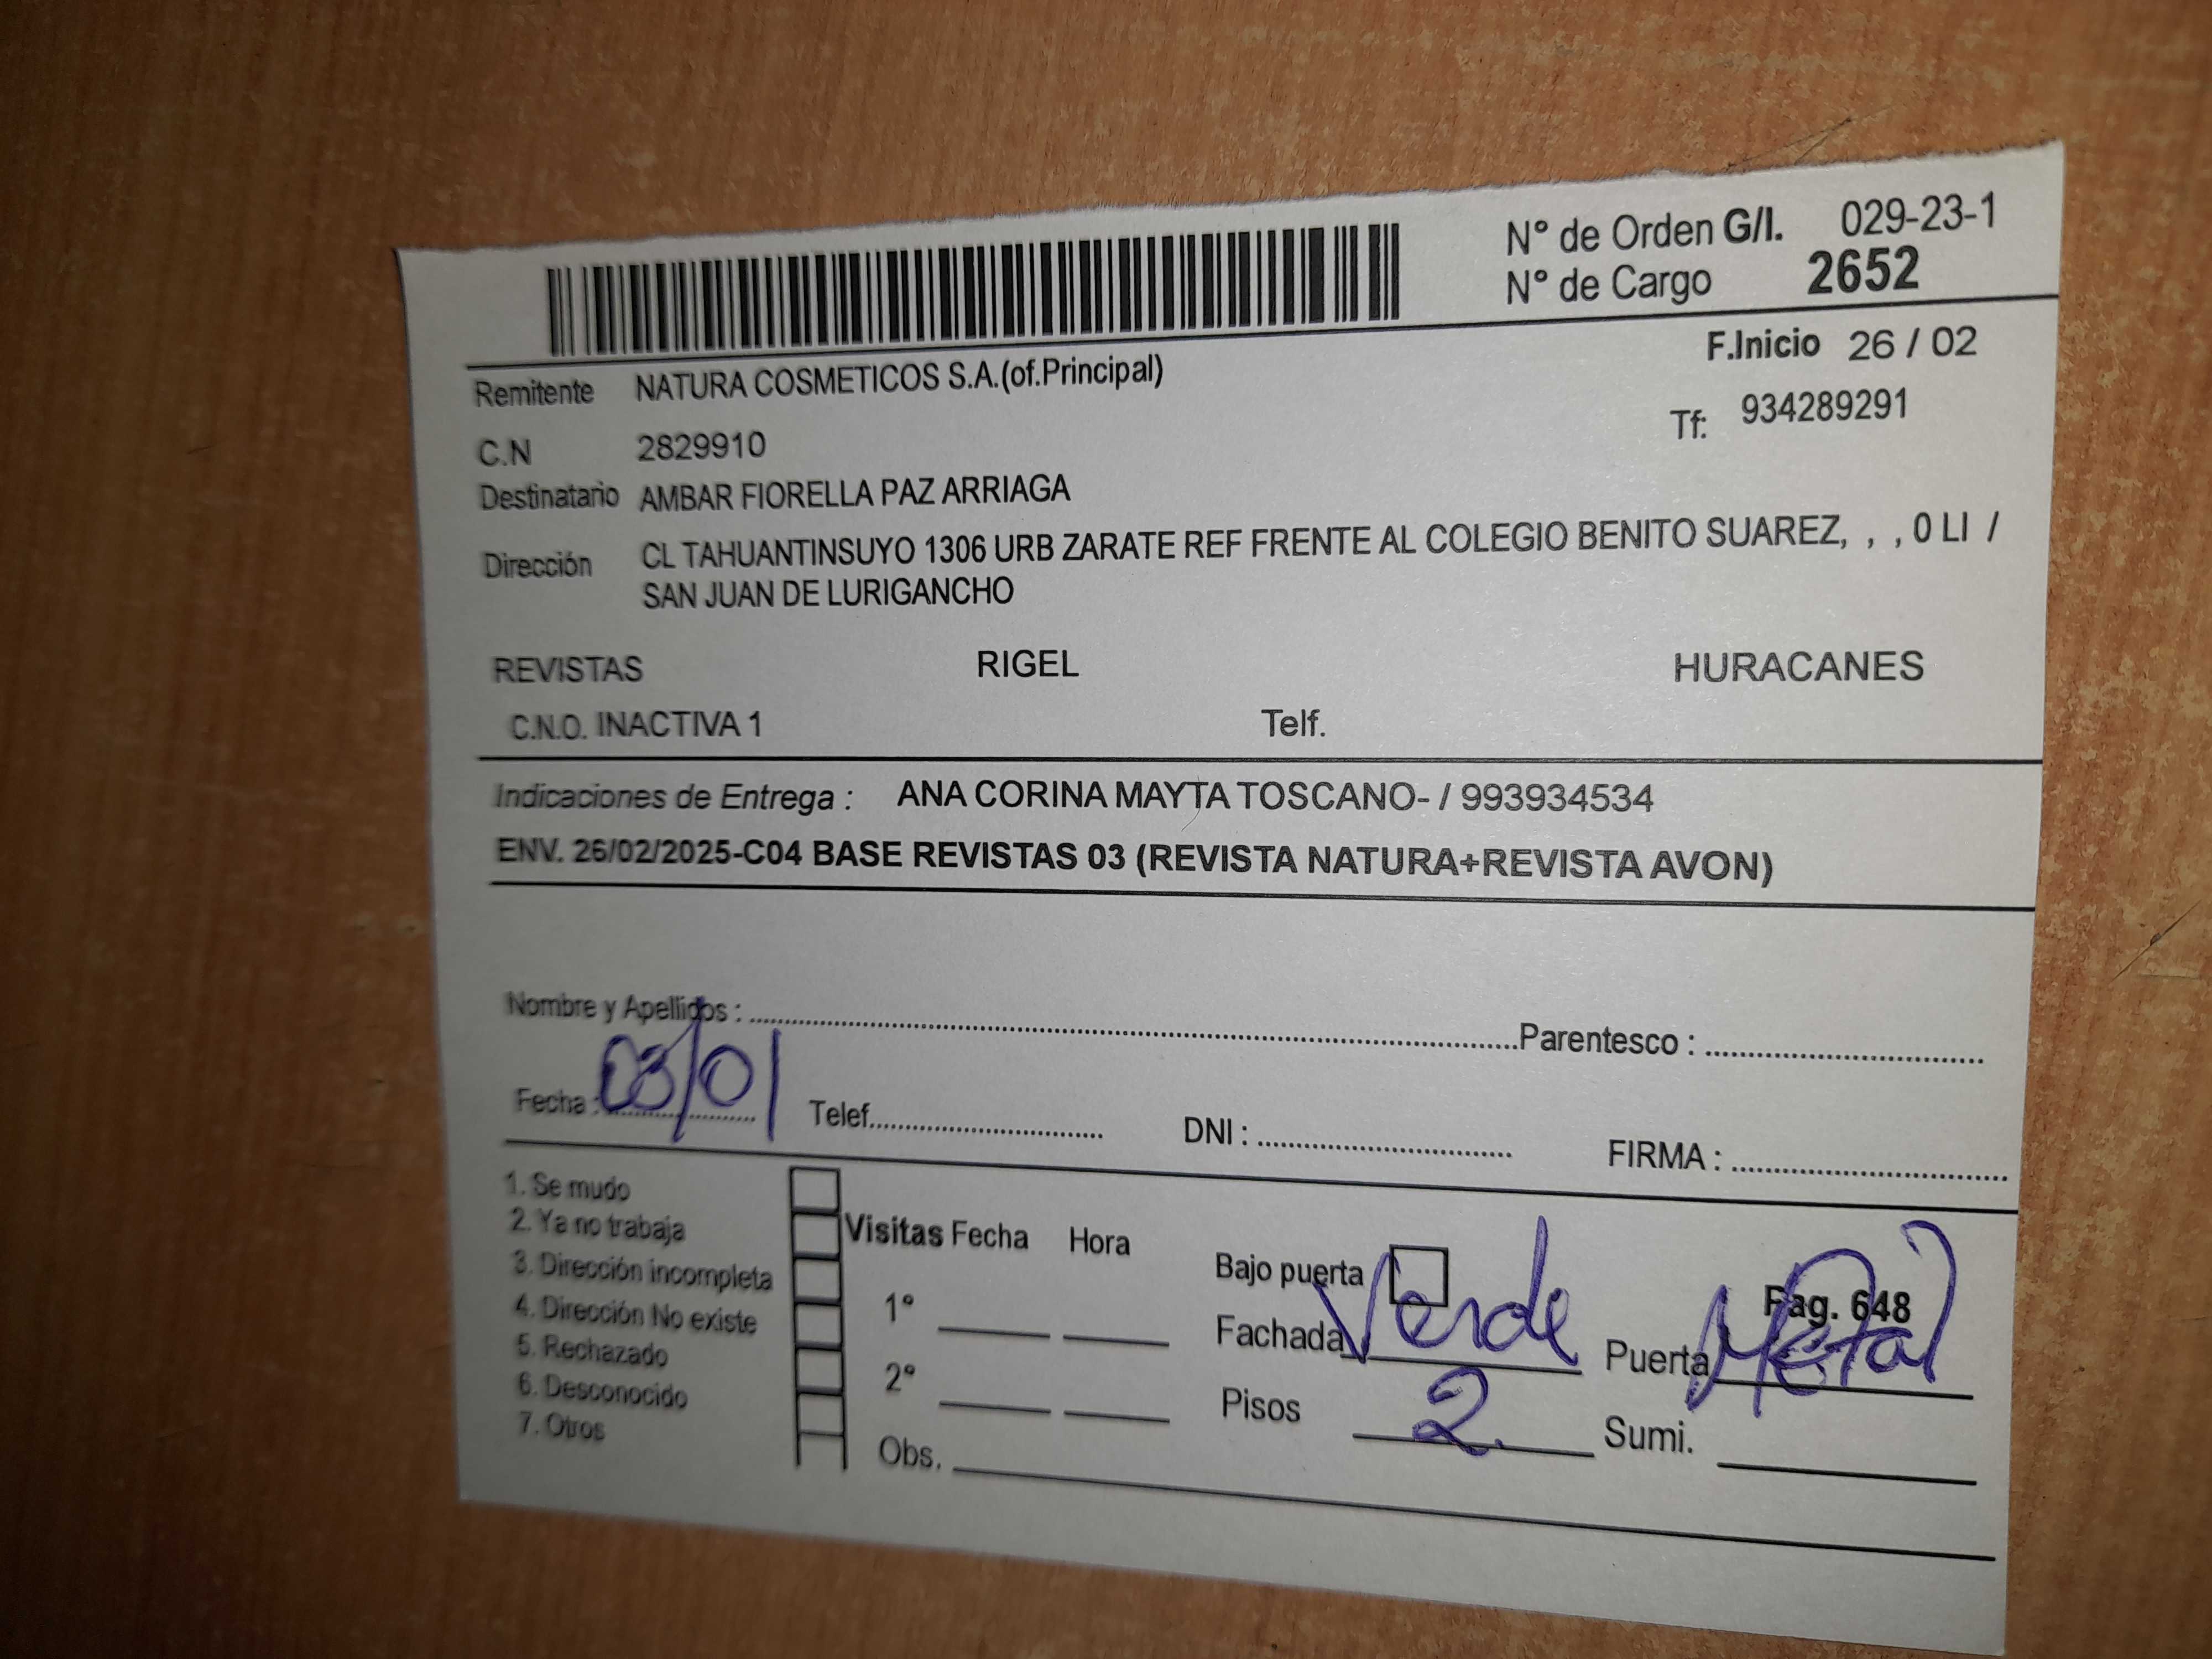 N° de Orden G/I. 029-23-1
N° de Cargo 2652
F.Inicio 26 / 02
Remitente NATURA COSMETICOS S.A.(of.Principal)
Tf: 934289291
C.N 2829910
Destinatario AMBAR FIORELLA PAZ ARRIAGA
Dirección CL TAHUANTINSUYO 1306 URB ZARATE REF FRENTE AL COLEGIO BENITO SUAREZ, , , 0 LI /
SAN JUAN DE LURIGANCHO
REVISTAS RIGEL HURACANES
C.N.O. INACTIVA 1 Telf.
Indicaciones de Entrega : ANA CORINA MAYTA TOSCANO- / 993934534
ENV. 26/02/2025-C04 BASE REVISTAS 03 (REVISTA NATURA+REVISTA AVON)
Nombre y Apellidos : Parentesco :
Fecha : 03/01 Telef. DNI : FIRMA :
1. Se mudo
2. Ya no trabaja
3. Dirección incompleta
4. Dirección No existe
5. Rechazado
6. Desconocido
7. Otros
Visitas Fecha Hora
1°
2°
Obs.
Bajo puerta Pag. 648
Fachada Verde Puerta Metal
Pisos 2 Sumi.